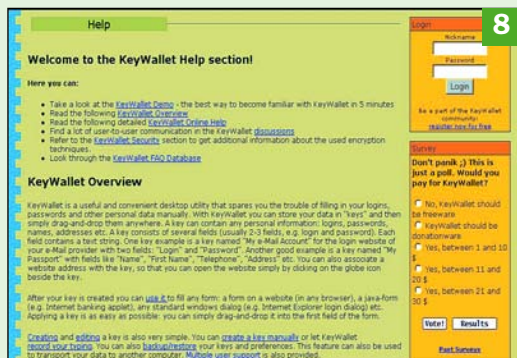 8
Help
Welcome to the KeyWallet Help section!
Here you can:
Take a look at the KeyWallet Demo - the best way to become familiar with KeyWallet in 5 minutes
Read the following KeyWallet Overview
Read the following detailed KeyWallet Online Help
Find a lot of user-to-user communication in the KeyWallet discussions
Refer to the KeyWallet Security section to get additional information about the used encryption
techniques.
Look through the KeyWallet FAQ Database
KeyWallet Overview
KeyWallet is a useful and convenient desktop utility that spares you the trouble of filling in your logins,
passwords and other personal data manually. With KeyWallet you can store your data in "keys" and then
simply drag-and-drop them anywhere. A key can contain any personal information: logins, passwords,
names, addresses etc. A key consists of several fields (usually 2-3 fields, e.g. login and password). Each
field contains a text string. One key example is a key named "My e-Mail Account" for the login website of
your e-Mail provider with two fields: "Login" and "Password". Another good example is a key named "My
Passport" with fields like "Name", "First Name", "Telephone", "Address" etc. You can also associate a
website address with the key, so that you can open the website simply by clicking on the globe icon
beside the key.
After your key is created you can use it to fill any form: a form on a website (in any browser), a java-form
(e.g. Internet banking applet), any standard windows dialog (e.g. Internet Explorer login dialog) etc.
Applying a key is as easy as possible: you can simply drag-and-drop it into the first field of the form.
Creating and editing a key is also very simple. You can create a key manually or let KeyWallet
record your typing. You can also backup/restore your keys and preferences. This feature can also be used
to transport your data to another computer. Multiple user support is also provided.
Login
Nickname
Password
Login
Be a part of the KeyWallet
community:
register now for free
Survey
Don't panik ;) This is
just a poll. Would you
pay for KeyWallet?
No, KeyWallet should
be freeware
KeyWallet should be
donationware
Yes, between 1 and 10
$
Yes, between 11 and
20 $
Yes, between 21 and
30 $
Vote!
Results
Past Surveys